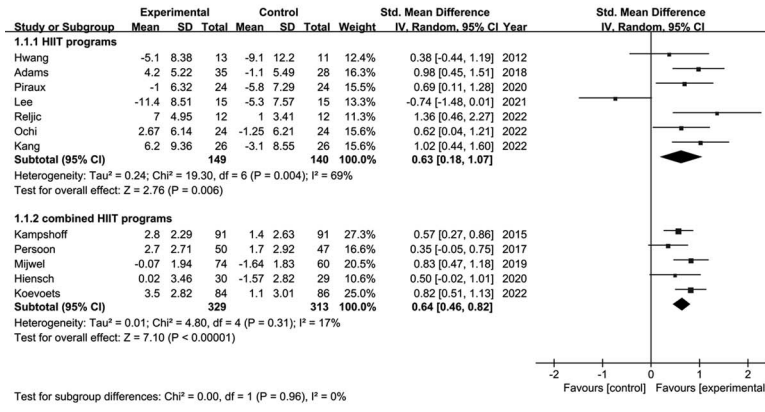 Experimental Control Std. Mean Difference Std. Mean Difference
Study or Subgroup Mean SD Total Mean SD Total Weight IV, Random, 95% CI Year IV, Random, 95% CI
1.1.1 HIIT programs
Hwang -5.1 8.38 13 -9.1 12.2 11 12.4% 0.38 [-0.44, 1.19] 2012
Adams 4.2 5.22 35 -1.1 5.49 28 16.1% 0.98 [0.45, 1.51] 2018
Piraux -1 6.32 24 -5.8 7.29 24 15.3% 0.69 [0.11, 1.28] 2020
Lee -11.4 8.51 15 -5.3 7.57 15 13.3% -0.74 [-1.48, 0.01] 2021
Reljic 7 4.95 12 1 3.41 12 11.3% 1.36 [0.46, 2.27] 2022
Ochi 2.67 6.14 24 -1.25 6.21 24 15.4% 0.62 [0.04, 1.21] 2022
Kang 6.2 9.36 26 -3.1 8.55 26 15.4% 1.02 [0.44, 1.60] 2022
Subtotal (95% CI) 149 140 100.0% 0.63 [0.18, 1.07]
Heterogeneity: Tau² = 0.24; Chi² = 19.30, df = 6 (P = 0.004); I² = 69%
Test for overall effect: Z = 2.76 (P = 0.006)
1.1.2 combined HIIT programs
Kampshoff 2.8 2.29 91 1.4 2.63 91 27.3% 0.57 [0.27, 0.86] 2015
Persoon 2.7 2.71 50 1.7 2.92 47 16.6% 0.35 [-0.05, 0.75] 2017
Mijwel -0.07 1.94 74 -1.64 1.83 60 20.4% 0.83 [0.47, 1.18] 2019
Hiensch 0.02 3.46 30 -1.57 2.82 29 10.6% 0.50 [-0.02, 1.01] 2020
Koevoets 3.5 2.82 84 1.1 3.01 86 25.0% 0.82 [0.51, 1.13] 2022
Subtotal (95% CI) 329 313 100.0% 0.64 [0.46, 0.82]
Heterogeneity: Tau² = 0.01; Chi² = 4.80, df = 4 (P = 0.31); I² = 17%
Test for overall effect: Z = 7.10 (P < 0.00001)
-2 -1 0 1 2
Favours [control] Favours [experimental]
Test for subgroup differences: Chi² = 0.00, df = 1 (P = 0.96), I² = 0%